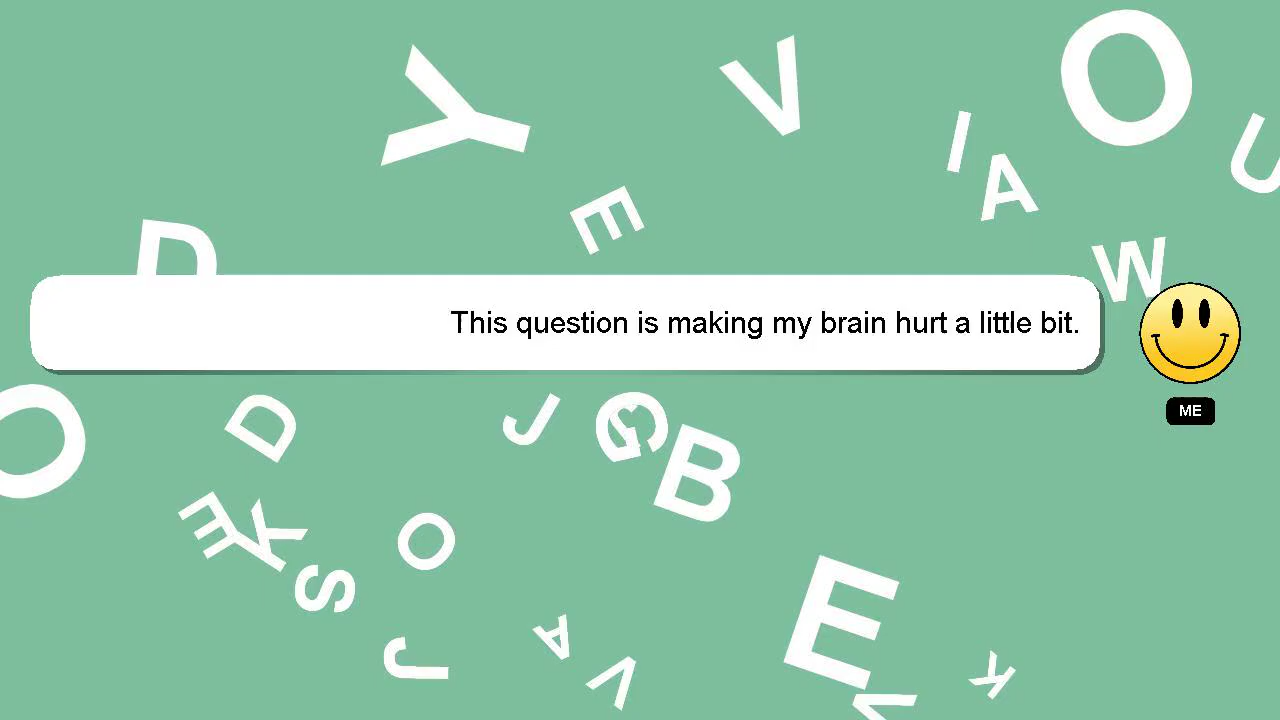 O
Y
V
I
U
A
E
D
W
This question is making my brain hurt a little bit.
ME
O
D
J
G
B
E
K
O
S
E
A
J
V
K
V